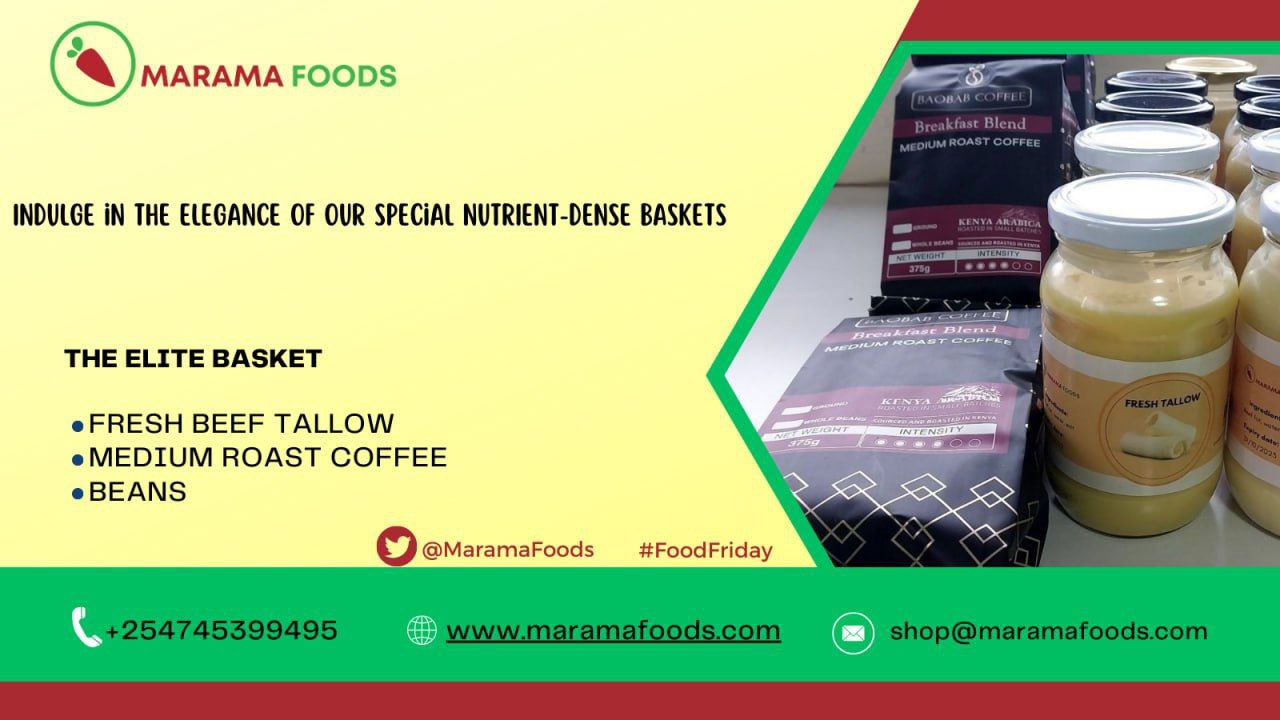 MARAMA FOODS
INDULGE IN THE ELEGANCE OF OUR SPECIAL NUTRIENT-DENSE BASKETS
THE ELITE BASKET
FRESH BEEF TALLOW
MEDIUM ROAST COFFEE
BEANS
@MaramaFoods #FoodFriday
BAOBAB COFFEE
Breakfast Blend
MEDIUM ROAST COFFEE
GROUND
WHOLE BEANS
KENYA ARABICA
ROASTED IN SMALL BATCHES
SOURCED AND ROASTED IN KENYA
NET WEIGHT
375g
INTENSITY
BAOBAB COFFEE
Breakfast Blend
MEDIUM ROAST COFFEE
GROUND
WHOLE BEANS
KENYA ARABICA
ROASTED IN SMALL BATCHES
SOURCED AND ROASTED IN KENYA
NET WEIGHT
375g
INTENSITY
FRESH TALLOW
Expiry date:
+254745399495 www.maramafoods.com shop@maramafoods.com